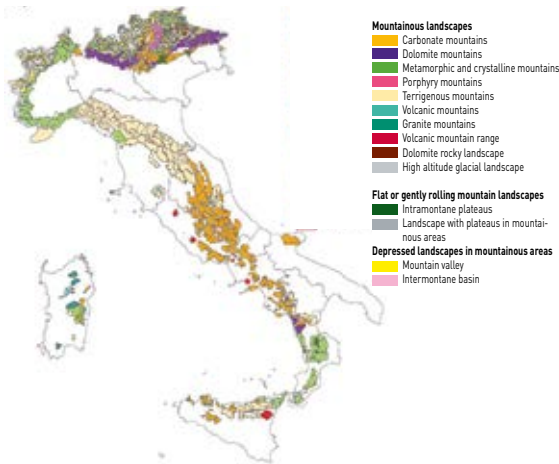 Mountainous landscapes
Carbonate mountains
Dolomite mountains
Metamorphic and crystalline mountains
Porphyry mountains
Terrigenous mountains
Volcanic mountains
Granite mountains
Volcanic mountain range
Dolomite rocky landscape
High altitude glacial landscape
Flat or gently rolling mountain landscapes
Intramontane plateaus
Landscape with plateaus in mountai-
nous areas
Depressed landscapes in mountainous areas
Mountain valley
Intermontane basin